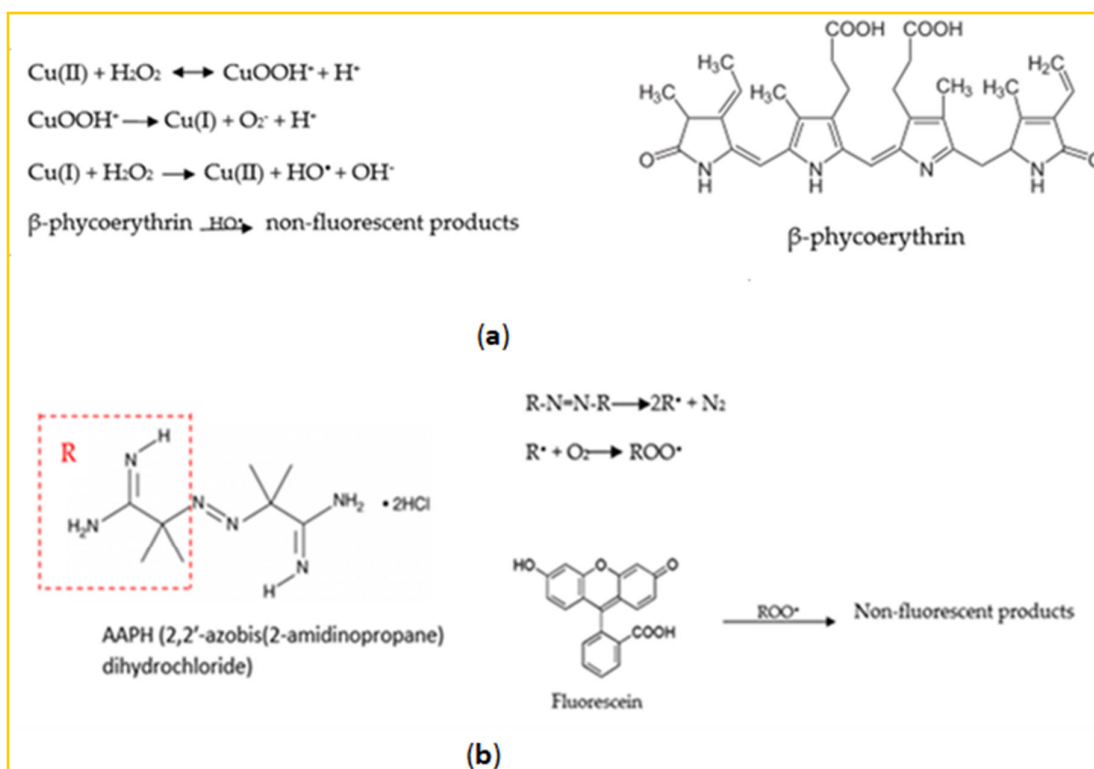 Cu(II) + H₂O₂ ⟷ CuOOH⁺ + H⁺
CuOOH⁺ ⟶ Cu(I) + O₂⁻ + H⁺
Cu(I) + H₂O₂ ⟶ Cu(II) + HO• + OH⁻
β-phycoerythrin HO• ⟶ non-fluorescent products
COOH COOH
H₃C H₂C
H₃C H₃C CH₃ H₃C
O N H N H N N H O
β-phycoerythrin
(a)
R-N=N-R ⟶ 2R• + N₂
R• + O₂ ⟶ ROO•
R
H
N
H₂N N N NH₂ • 2HCl
N
H
AAPH (2,2′-azobis(2-amidinopropane)
dihydrochloride)
HO O O
COOH
ROO•
Non-fluorescent products
Fluorescein
(b)